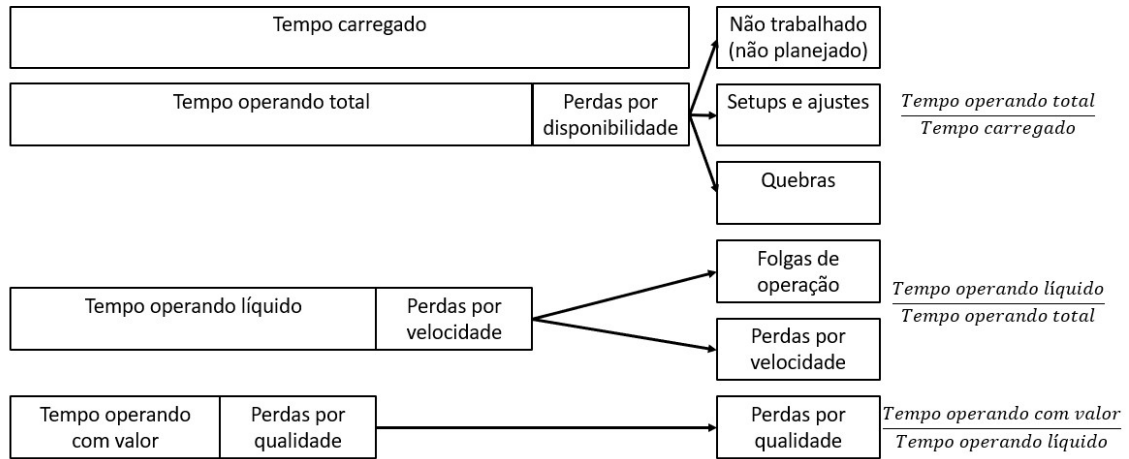 Tempo carregado
Não trabalhado
(não planejado)
Tempo operando total
Perdas por
disponibilidade
Setups e ajustes
Tempo operando total
Tempo carregado
Quebras
Folgas de
operação
Tempo operando líquido
Perdas por
velocidade
Tempo operando líquido
Tempo operando total
Perdas por
velocidade
Tempo operando
com valor
Perdas por
qualidade
Perdas por
qualidade
Tempo operando com valor
Tempo operando líquido